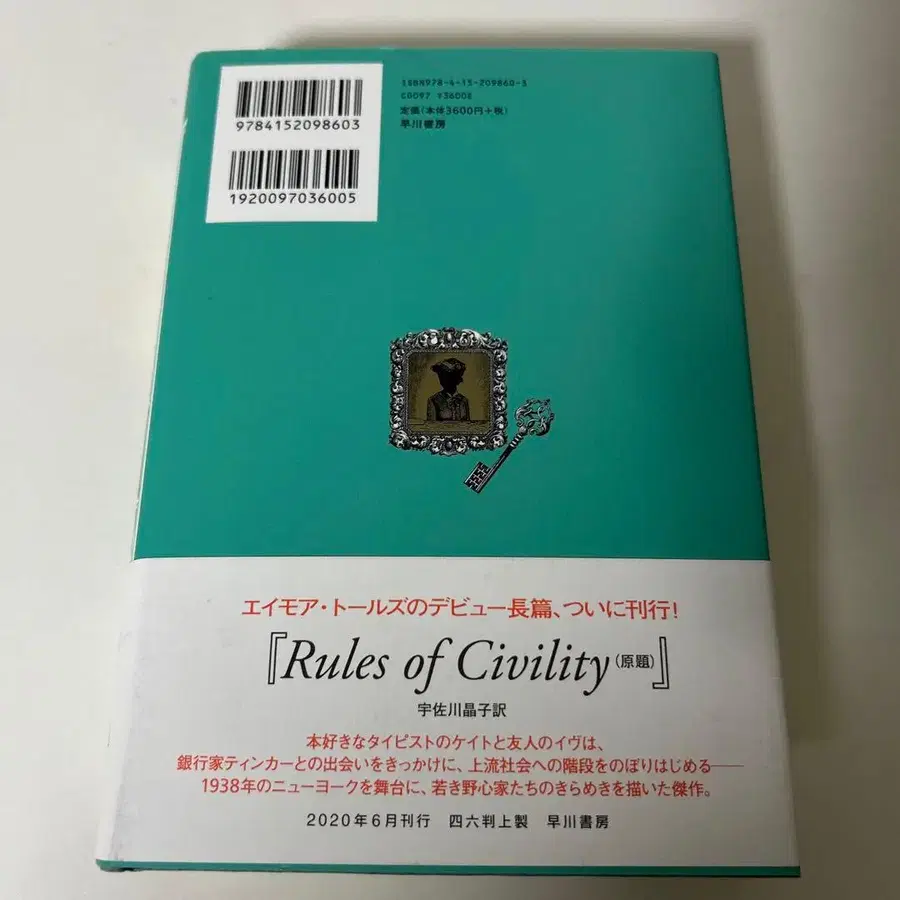 9784152098603
1920097036005
ISBN978-4-15-209860-3
C0097 ¥3600E
定価(本体3600円+税)
早川書房
エイモア・トールズのデビュー長篇、ついに刊行!
『Rules of Civility(原題)』
宇佐川晶子訳
本好きなタイピストのケイトと友人のイヴは、
銀行家ティンカーとの出会いをきっかけに、上流社会への階段をのぼりはじめる──
1938年のニューヨークを舞台に、若き野心家たちのきらめきを描いた傑作。
2020年6月刊行 四六判上製 早川書房